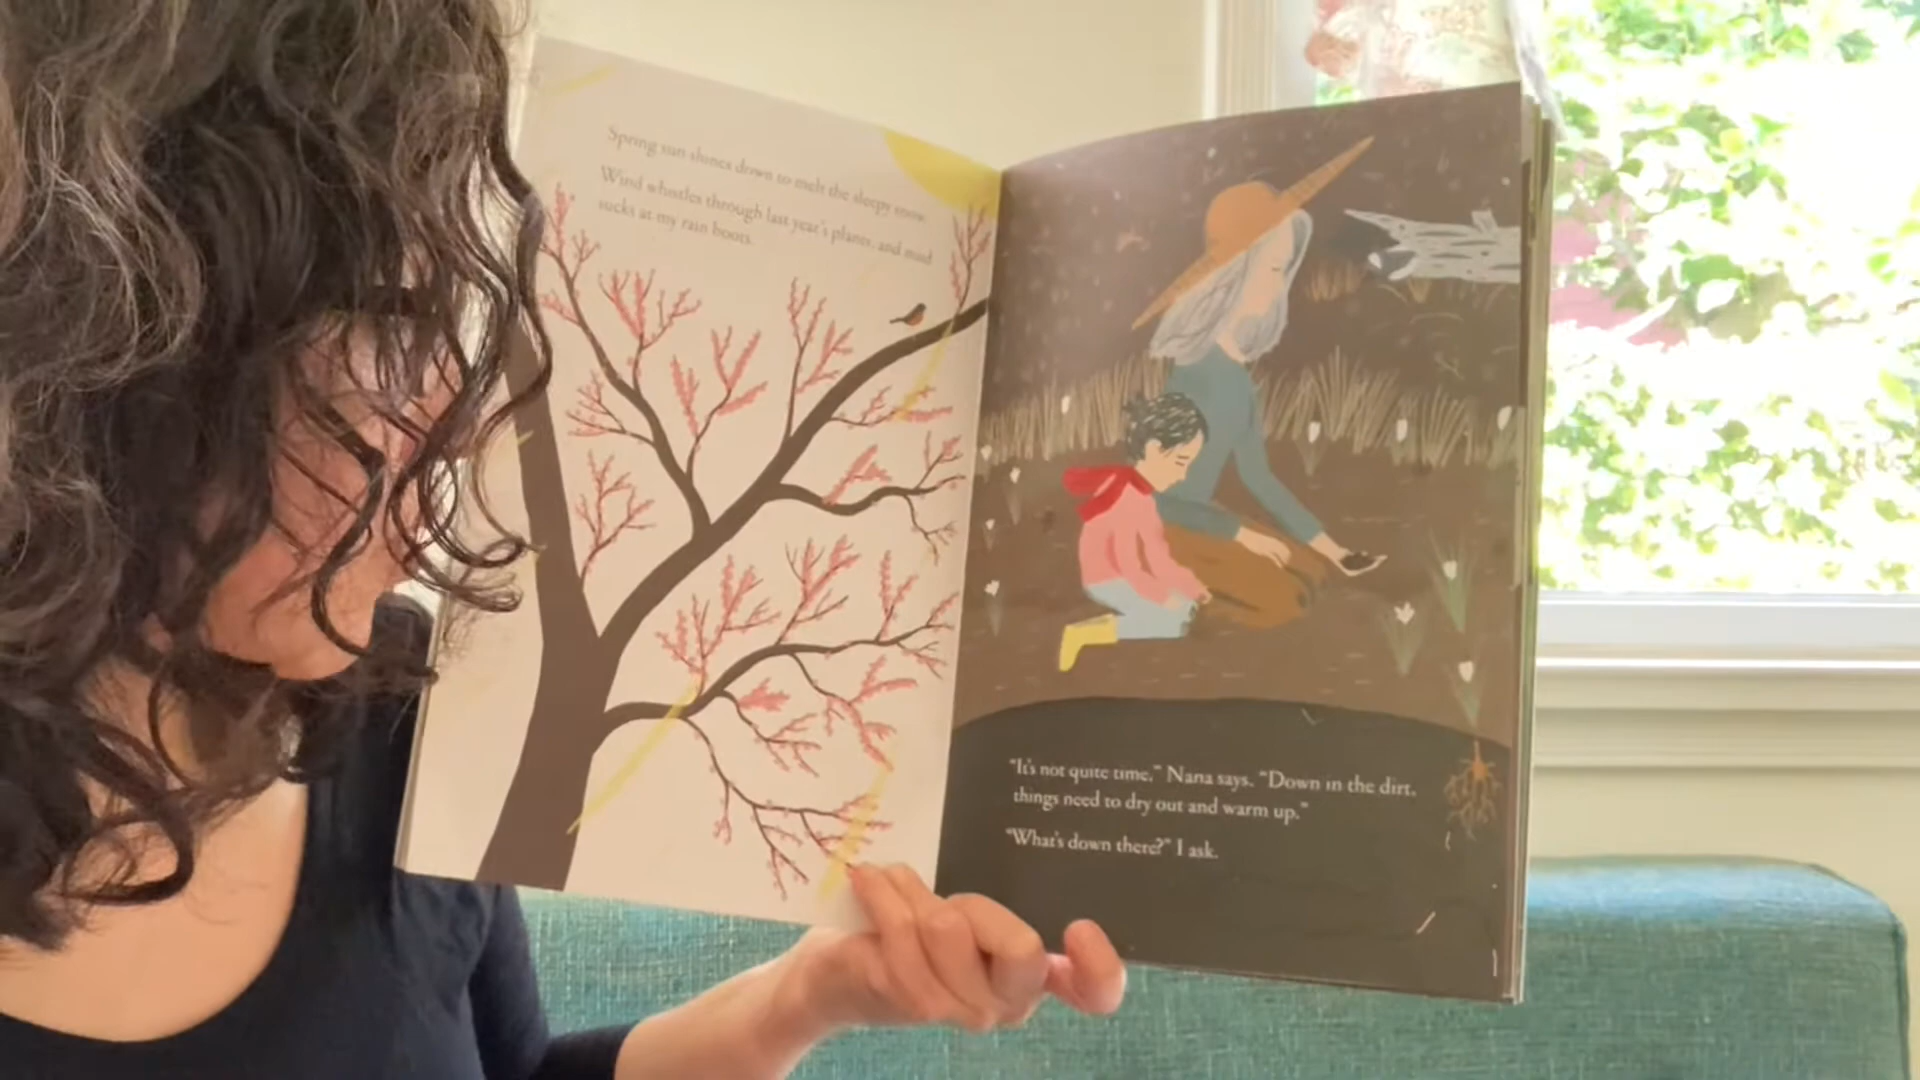 Spring sun shines down to melt the sleepy snow.
Wind whistles through last year's plants, and mud
sucks at my rain boots.
"It's not quite time," Nana says. "Down in the dirt,
things need to dry out and warm up."
"What's down there?" I ask.